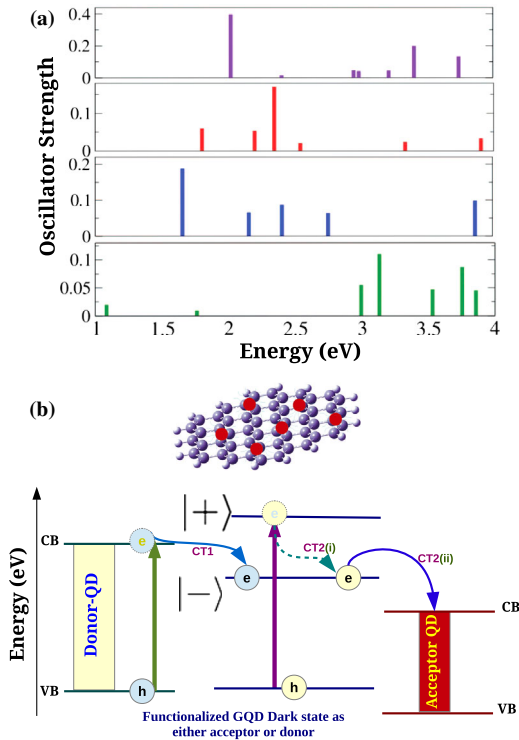 (a)
Oscillator Strength
0.4
0.2
0
0.1
0
0.2
0.1
0
0.1
0.05
0
1 1.5 2 2.5 3 3.5 4
Energy (eV)
(b)
Energy (eV)
|+⟩
e
CB
e
CT1
CT2(i)
CT2(ii)
|−⟩
e
e
Donor-QD
CB
Acceptor QD
VB
h
h
VB
Functionalized GQD Dark state as
either acceptor or donor